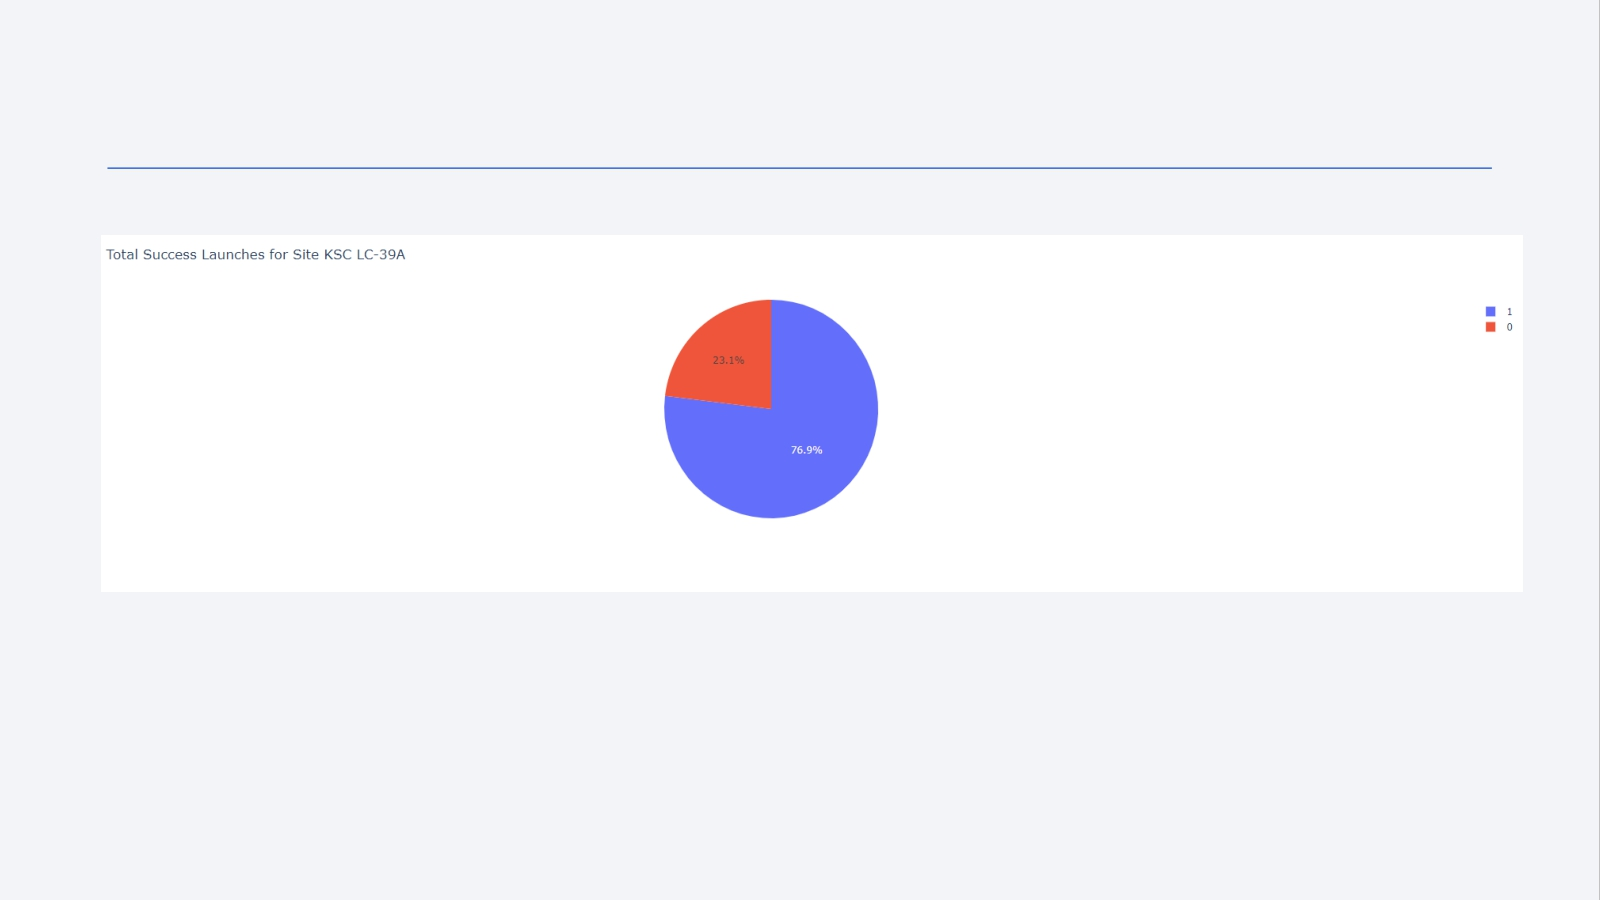 Total Success Launches for Site KSC LC-39A
1
0
23.1%
76.9%